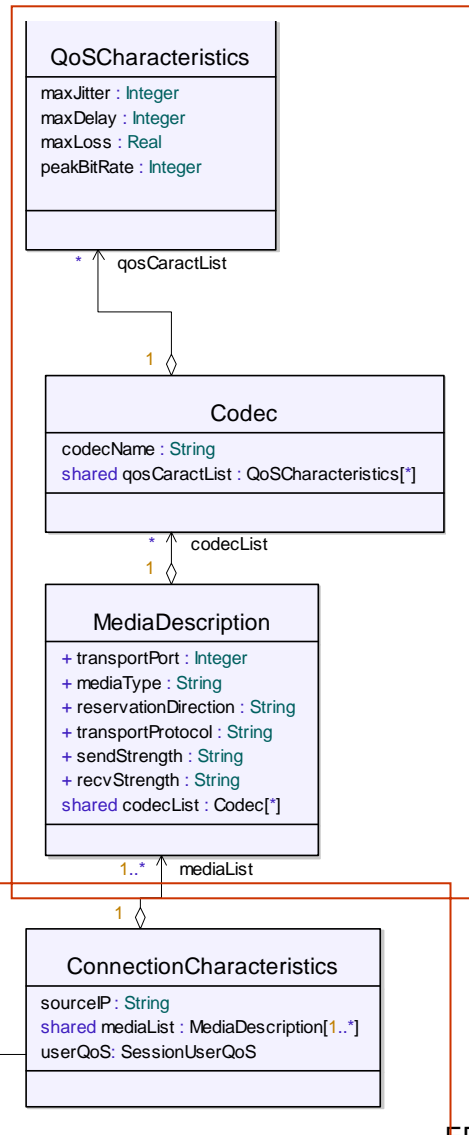 QoSCharacteristics
maxJitter : Integer
maxDelay : Integer
maxLoss : Real
peakBitRate : Integer
* qosCaractList
1
Codec
codecName : String
shared qosCaractList : QoSCharacteristics[*]
* codecList
1
MediaDescription
+ transportPort : Integer
+ mediaType : String
+ reservationDirection : String
+ transportProtocol : String
+ sendStrength : String
+ recvStrength : String
shared codecList : Codec[*]
1..* mediaList
1
ConnectionCharacteristics
sourceIP : String
shared mediaList : MediaDescription[1..*]
userQoS: SessionUserQoS